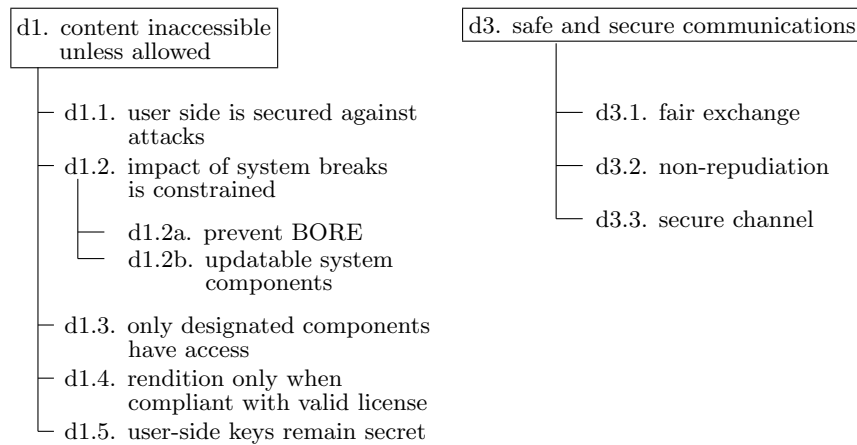 d1. content inaccessible
unless allowed
d1.1. user side is secured against
attacks
d1.2. impact of system breaks
is constrained
d1.2a. prevent BORE
d1.2b. updatable system
components
d1.3. only designated components
have access
d1.4. rendition only when
compliant with valid license
d1.5. user-side keys remain secret
d3. safe and secure communications
d3.1. fair exchange
d3.2. non-repudiation
d3.3. secure channel